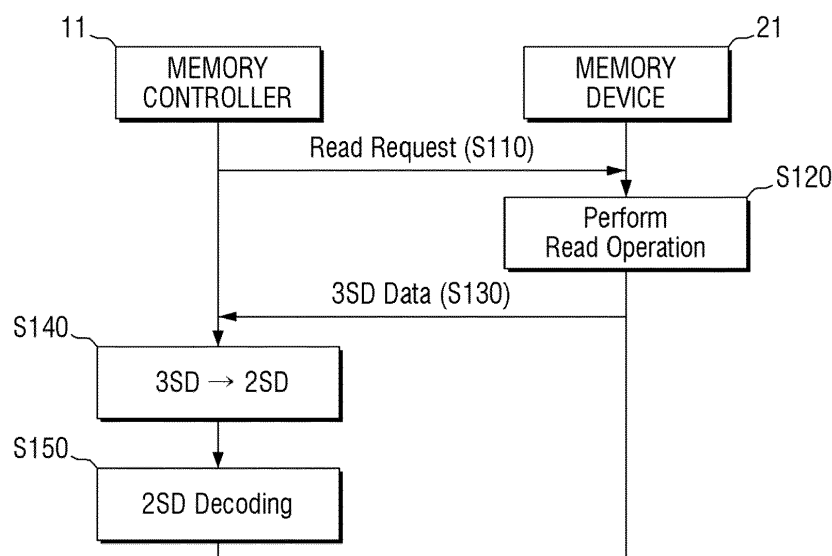 11
21
MEMORY
CONTROLLER
MEMORY
DEVICE
Read Request (S110)
S120
Perform
Read Operation
3SD Data (S130)
S140
3SD → 2SD
S150
2SD Decoding